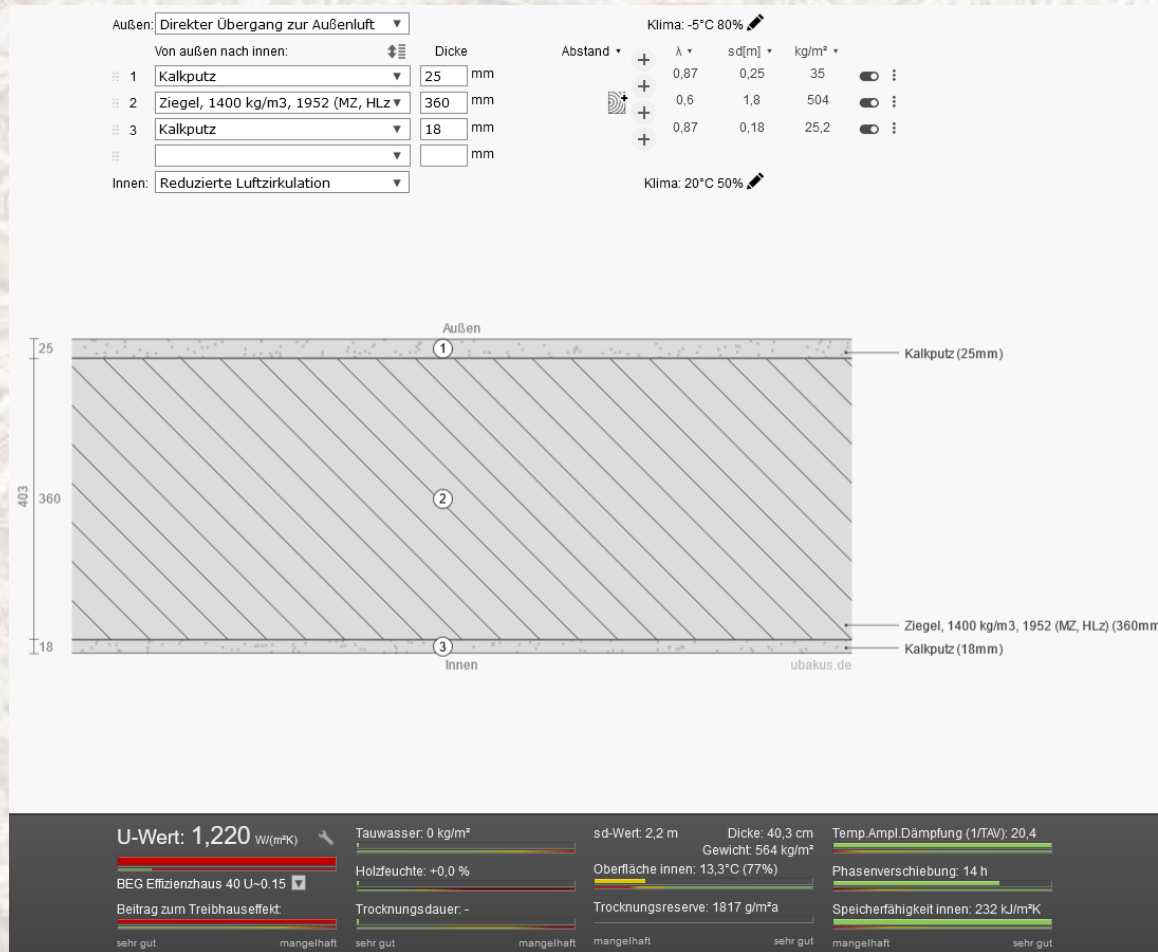 Außen: Direkter Übergang zur Außenluft Klima: -5°C 80%
Von außen nach innen: Dicke Abstand λ sd[m] kg/m²
1 Kalkputz 25 mm 0,87 0,25 35
2 Ziegel, 1400 kg/m3, 1952 (MZ, HLz 360 mm 0,6 1,8 504
3 Kalkputz 18 mm 0,87 0,18 25,2
mm
Innen: Reduzierte Luftzirkulation Klima: 20°C 50%
Außen
25 1 Kalkputz (25mm)
403 360 2
Ziegel, 1400 kg/m3, 1952 (MZ, HLz) (360mm
18 3 Kalkputz (18mm)
Innen ubakus.de
U-Wert: 1,220 W/(m²K)
BEG Effizienzhaus 40 U~0.15
Beitrag zum Treibhauseffekt:
sehr gut mangelhaft
Tauwasser: 0 kg/m²
Holzfeuchte: +0,0 %
Trocknungsdauer: -
sehr gut mangelhaft
sd-Wert: 2,2 m Dicke: 40,3 cm
Gewicht: 564 kg/m²
Oberfläche innen: 13,3°C (77%)
Trocknungsreserve: 1817 g/m²a
mangelhaft sehr gut
Temp.Ampl.Dämpfung (1/TAV): 20,4
Phasenverschiebung: 14 h
Speicherfähigkeit innen: 232 kJ/m²K
mangelhaft sehr gut